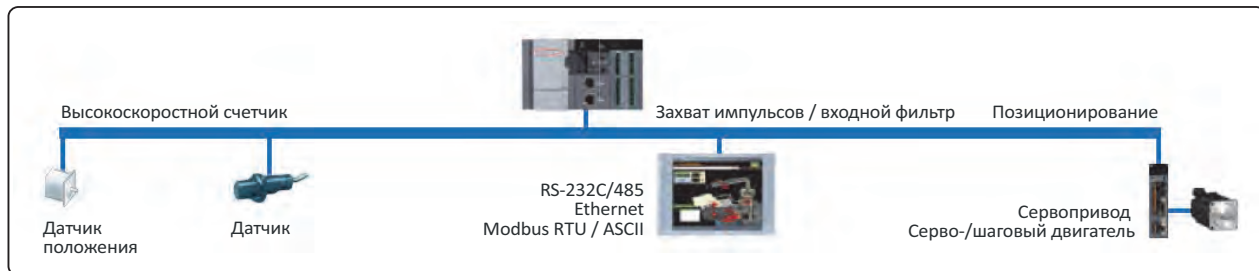 Высокоскоростной счетчик
Захват импульсов / входной фильтр
Позиционирование
Датчик
положения
Датчик
RS-232C/485
Ethernet
Modbus RTU / ASCII
Сервопривод
Серво-/шаговый двигатель